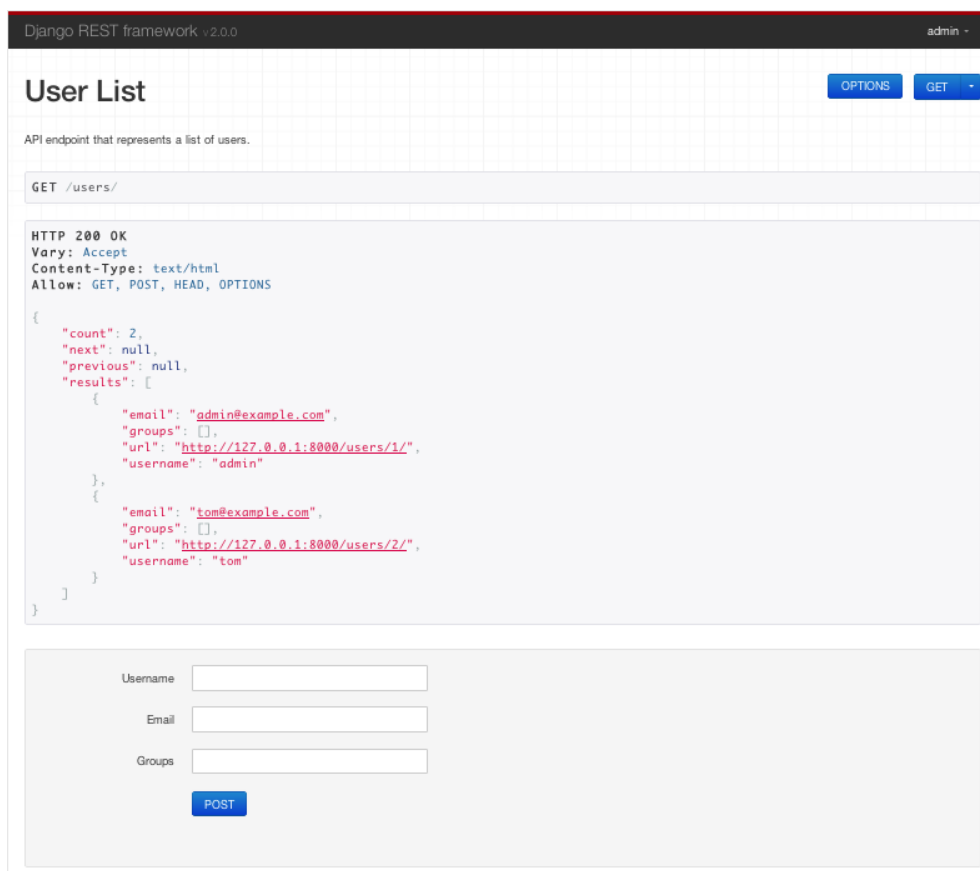 Django REST framework v 2.0.0
admin
User List
OPTIONS
GET
API endpoint that represents a list of users.
GET /users/
HTTP 200 OK
Vary: Accept
Content-Type: text/html
Allow: GET, POST, HEAD, OPTIONS
{
    "count": 2,
    "next": null,
    "previous": null,
    "results": [
        {
            "email": "admin@example.com",
            "groups": [],
            "url": "http://127.0.0.1:8000/users/1/",
            "username": "admin"
        },
        {
            "email": "tom@example.com",
            "groups": [],
            "url": "http://127.0.0.1:8000/users/2/",
            "username": "tom"
        }
    ]
}
Username
Email
Groups
POST